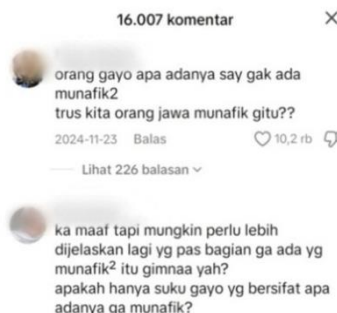 16.007 komentar
orang gayo apa adanya say gak ada
munafik2
trus kita orang jawa munafik gitu??
2024-11-23 Balas 10,2 rb
Lihat 226 balasan
ka maaf tapi mungkin perlu lebih
dijelaskan lagi yg pas bagian ga ada yg
munafik² itu gimnaa yah?
apakah hanya suku gayo yg bersifat apa
adanya ga munafik?